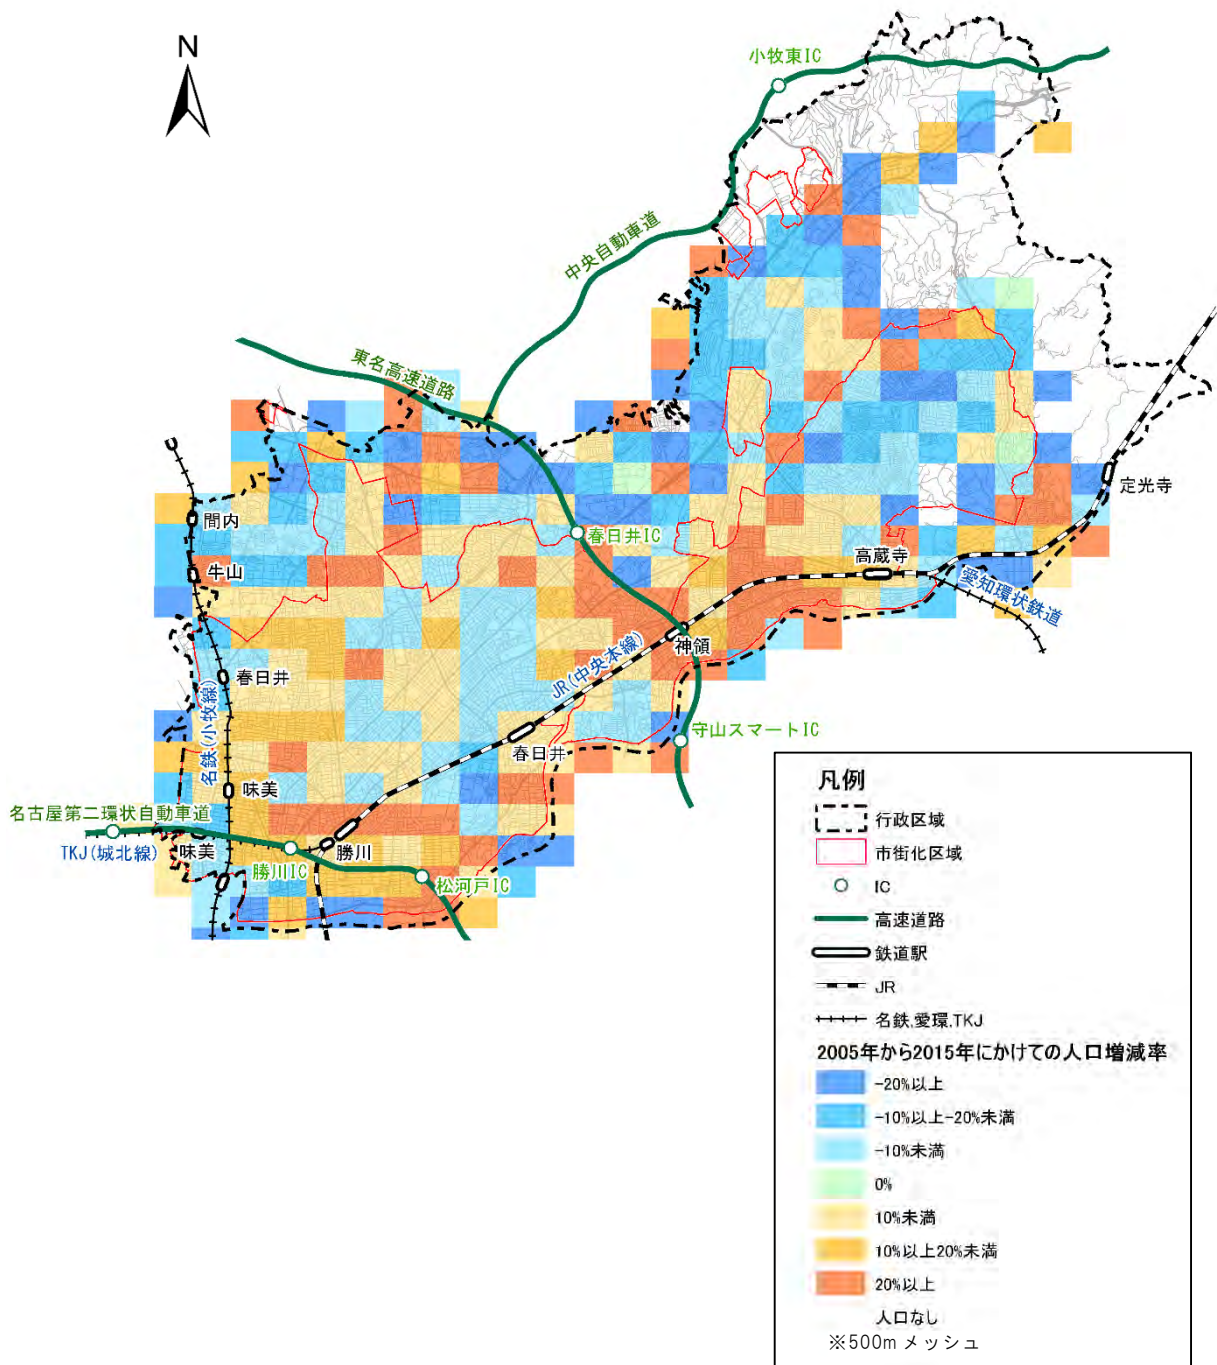 N
小牧東IC
中央自動車道
東名高速道路
定光寺
間内
春日井IC
牛山
高蔵寺
愛知環状鉄道
神領
JR(中央本線)
春日井
名鉄(小牧線)
守山スマートIC
春日井
味美
名古屋第二環状自動車道
TKJ(城北線)
味美
勝川
勝川IC
松河戸IC
凡例
行政区域
市街化区域
IC
高速道路
鉄道駅
JR
名鉄,愛環,TKJ
2005年から2015年にかけての人口増減率
-20%以上
-10%以上-20%未満
-10%未満
0%
10%未満
10%以上20%未満
20%以上
人口なし
※500mメッシュ